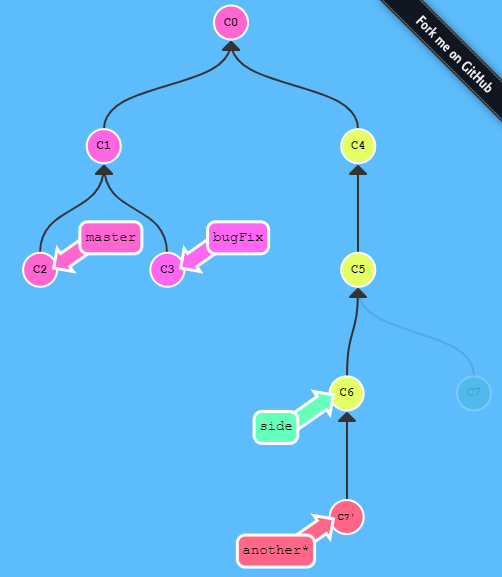 C0
Fork me on GitHub
C1
C4
master
bugFix
C2
C3
C5
C6
C7
side
C7'
another*